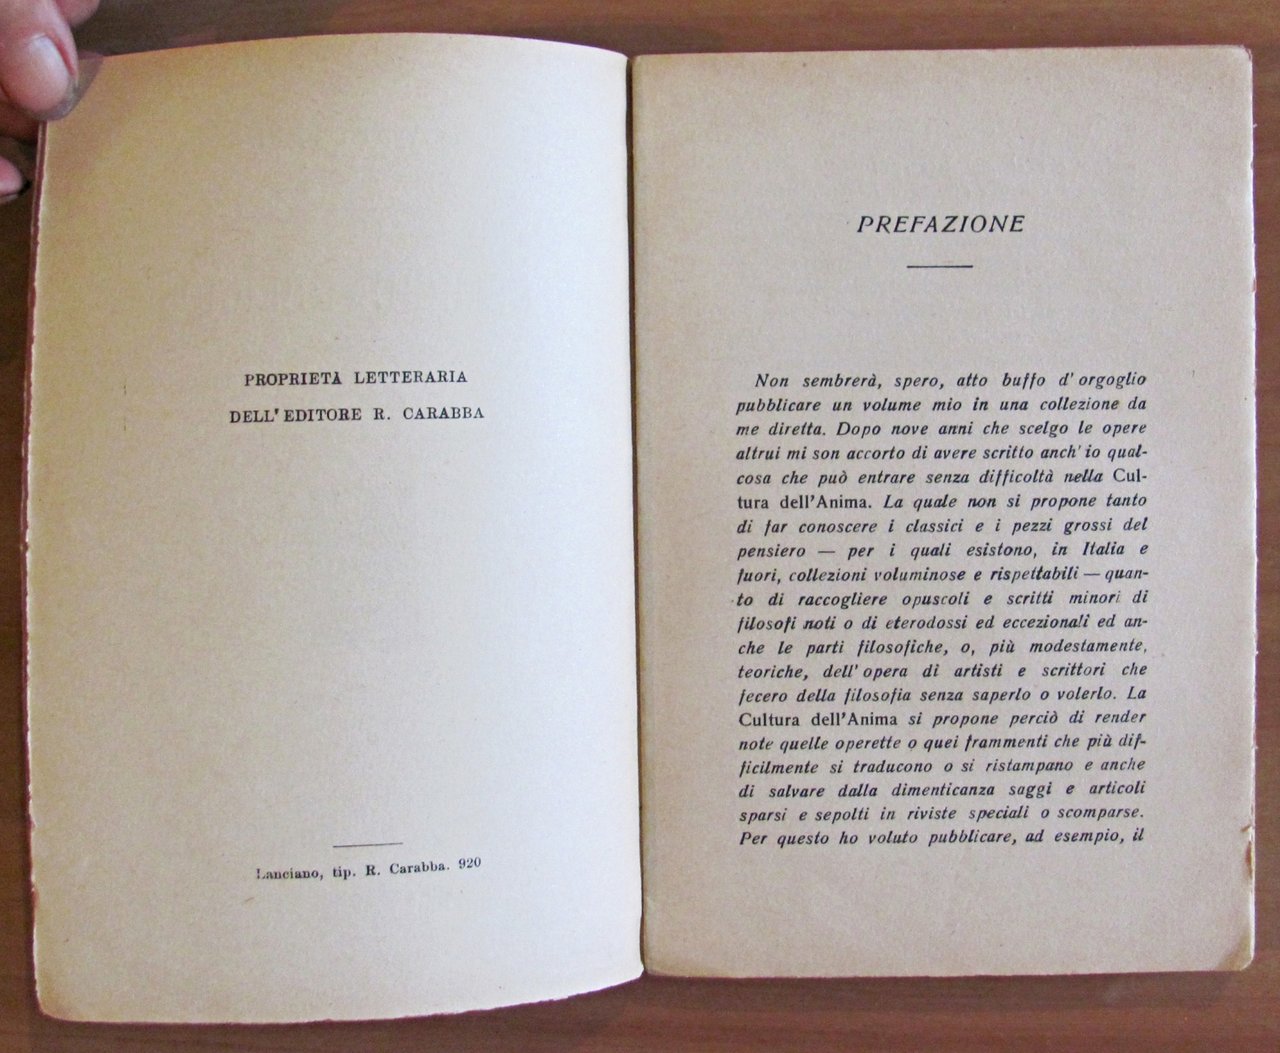 PROPRIETÀ LETTERARIA
DELL'EDITORE R. CARABBA
Lanciano, tip. R. Carabba. 920
PREFAZIONE
Non sembrerà, spero, atto buffo d'orgoglio
pubblicare un volume mio in una collezione da
me diretta. Dopo nove anni che scelgo le opere
altrui mi son accorto di avere scritto anch'io qual-
cosa che può entrare senza difficoltà nella Cul-
tura dell'Anima. La quale non si propone tanto
di far conoscere i classici e i pezzi grossi del
pensiero — per i quali esistono, in Italia e
fuori, collezioni voluminose e rispettabili — quan-
to di raccogliere opuscoli e scritti minori di
filosofi noti o di eterodossi ed eccezionali ed an-
che le parti filosofiche, o, più modestamente,
teoriche, dell'opera di artisti e scrittori che
fecero della filosofia senza saperlo o volerlo. La
Cultura dell'Anima si propone perciò di render
note quelle operette o quei frammenti che più dif-
ficilmente si traducono o si ristampano e anche
di salvare dalla dimenticanza saggi e articoli
sparsi e sepolti in riviste speciali o scomparse.
Per questo ho voluto pubblicare, ad esempio, il